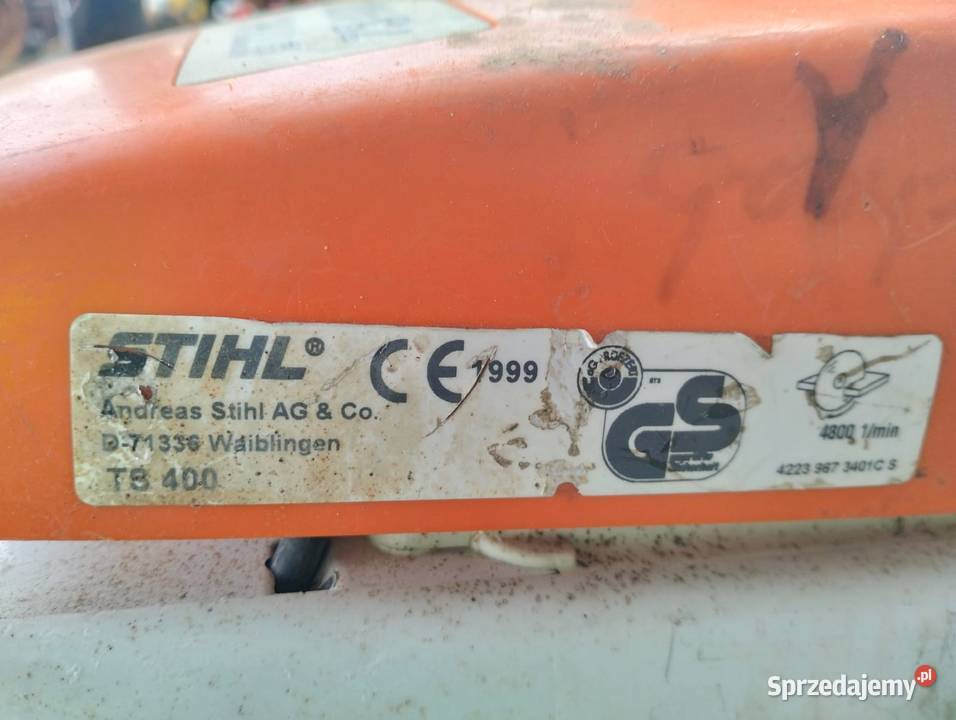 STIHL®
Andreas Stihl AG & Co.
D-71336 Waiblingen
TS 400
CE 1999
GS
4800 1/min
4223 967 3401C S
Sprzedajemy.pl